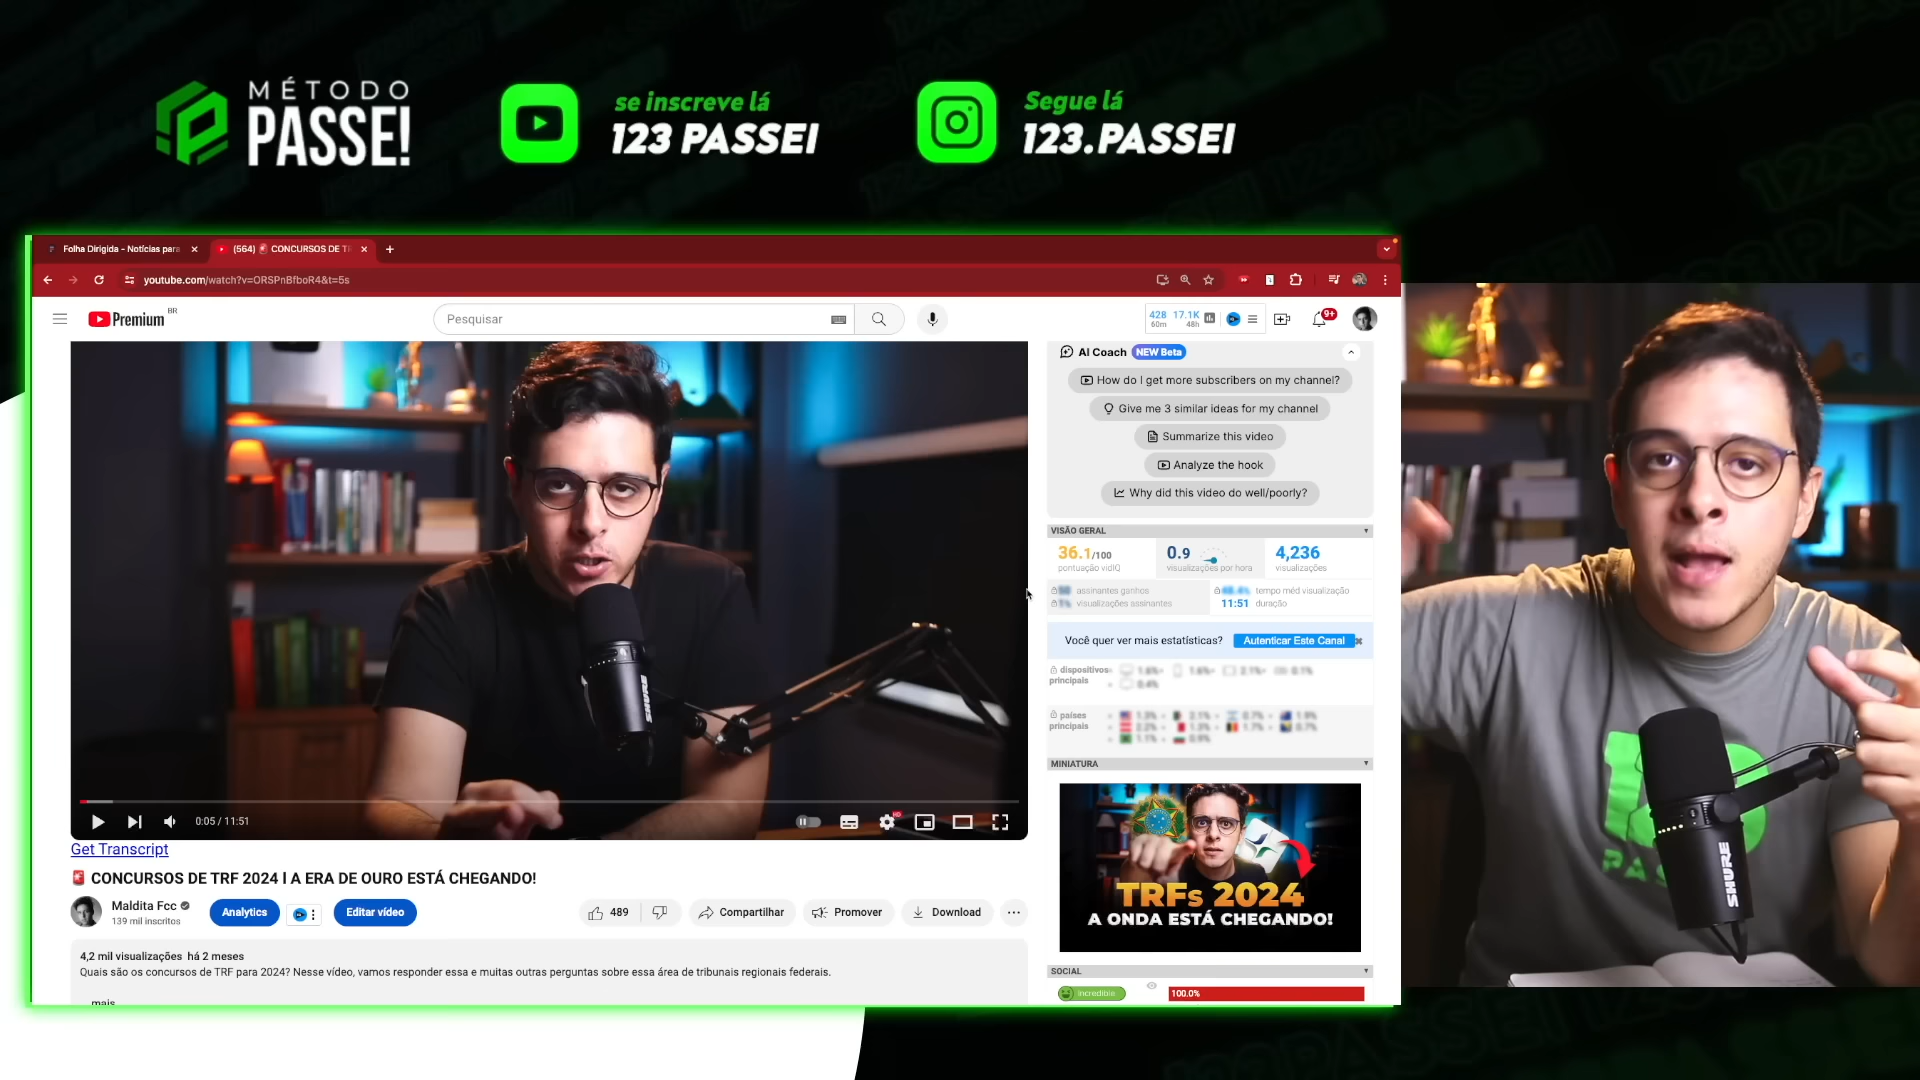 MÉTODO
PASSEI!
se inscreve lá
123 PASSEI
Segue lá
123.PASSEI
Folha Dirigida - Notícias para
(564) 🚨 CONCURSOS DE TR
youtube.com/watch?v=ORSPnBfboR4&t=5s
Premium BR
Pesquisar
428 17.1K
60m 48h
9+
AI Coach NEW Beta
How do I get more subscribers on my channel?
Give me 3 similar ideas for my channel
Summarize this video
Analyze the hook
Why did this video do well/poorly?
VISÃO GERAL
36.1/100
pontuação vidIQ
0.9
visualizações por hora
4,236
visualizações
assinantes ganhos
visualizações assinantes
tempo méd visualização
11:51 duração
Você quer ver mais estatísticas? Autenticar Este Canal
dispositivos
principais
países
principais
MINIATURA
TRFs 2024
A ONDA ESTÁ CHEGANDO!
SOCIAL
incredible
100.0%
0:05 / 11:51
HD
Get Transcript
🚨 CONCURSOS DE TRF 2024 I A ERA DE OURO ESTÁ CHEGANDO!
Maldita Fcc
139 mil inscritos
Analytics
Editar vídeo
489
Compartilhar
Promover
Download
4,2 mil visualizações há 2 meses
Quais são os concursos de TRF para 2024? Nesse vídeo, vamos responder essa e muitas outras perguntas sobre essa área de tribunais regionais federais.
...mais
SHURE